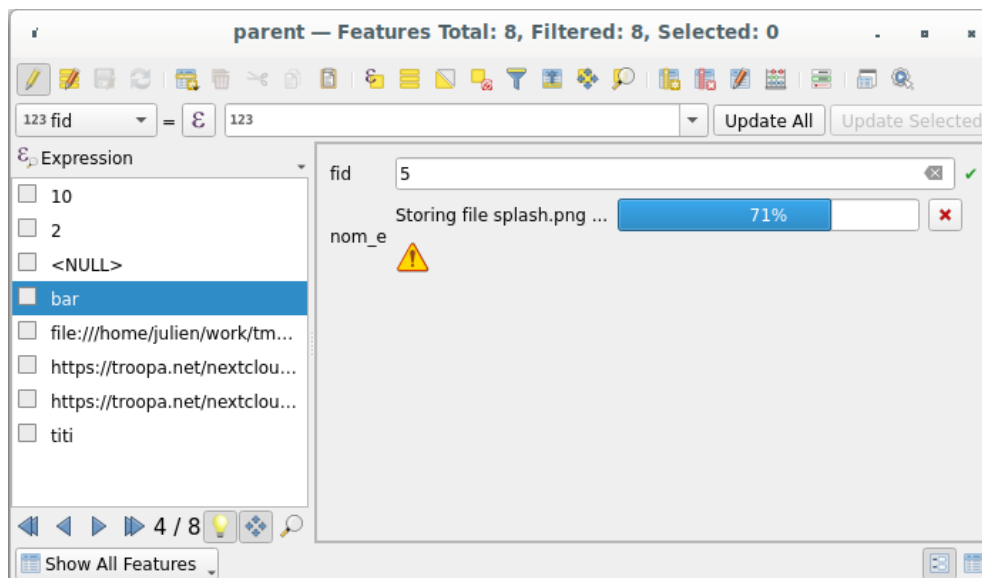 parent — Features Total: 8, Filtered: 8, Selected: 0
123 fid = ε 123 Update All Update Selected
Expression
10
2
<NULL>
bar
file:///home/julien/work/tm...
https://troopa.net/nextclou...
https://troopa.net/nextclou...
titi
4 / 8
Show All Features
fid 5
Storing file splash.png ... 71%
nom_e